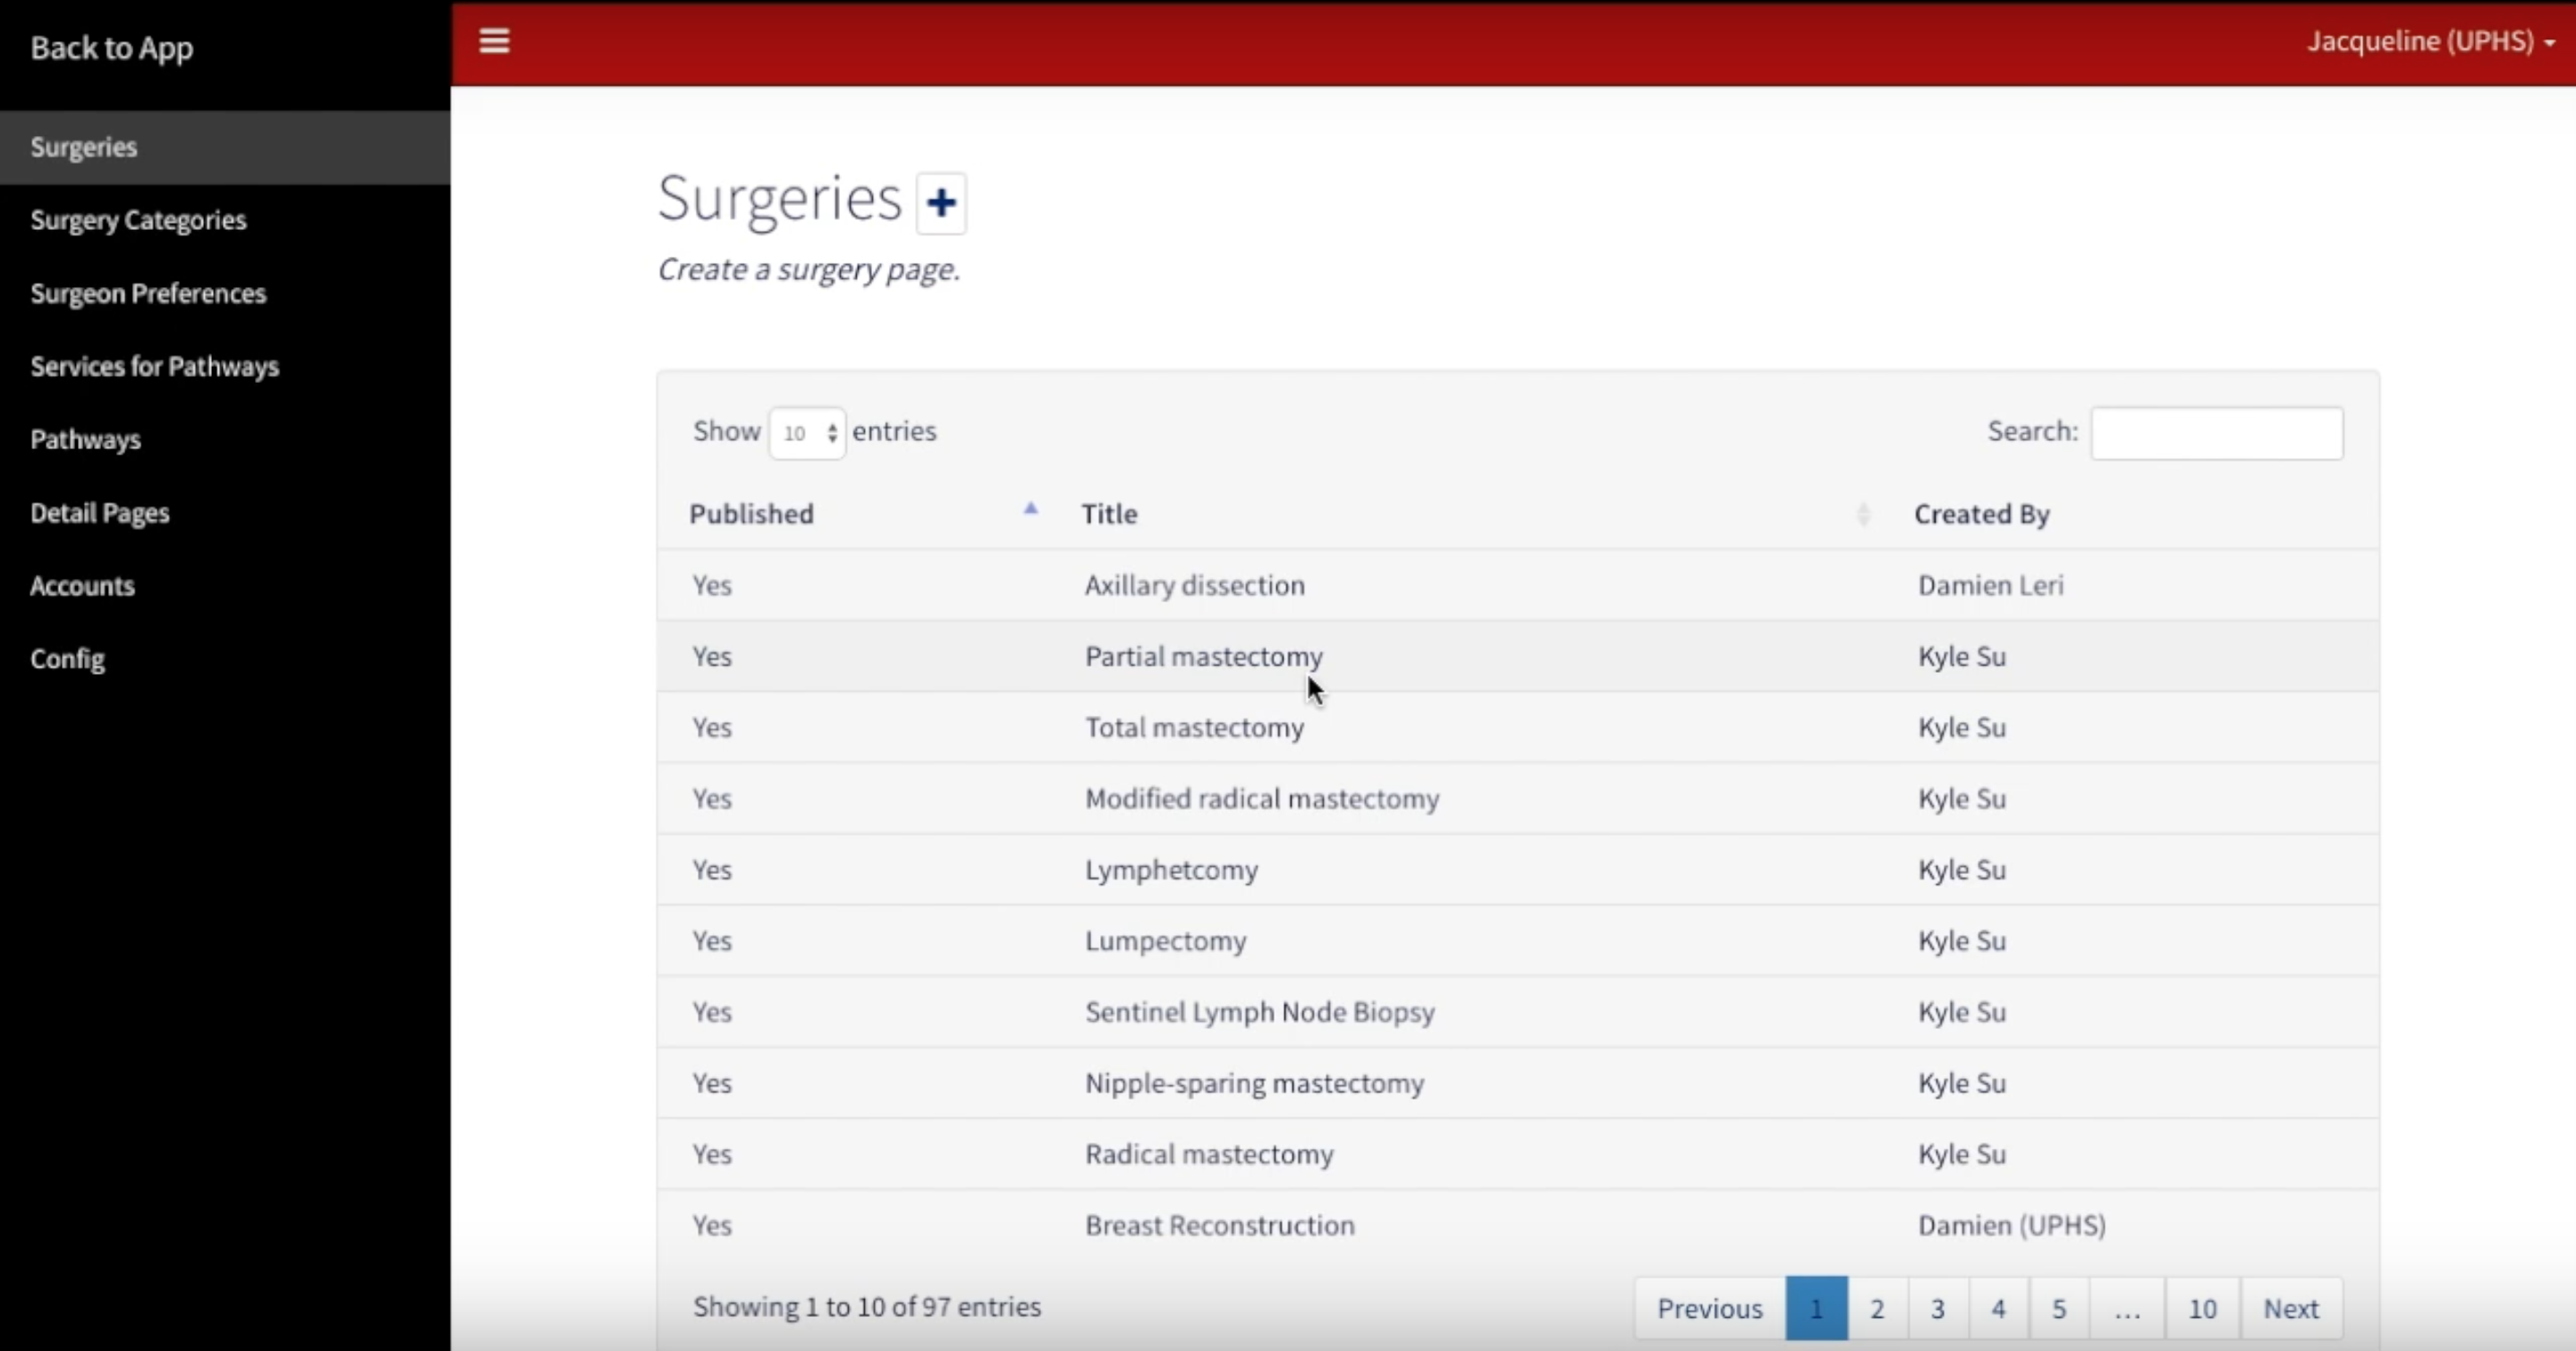 Back to App
Jacqueline (UPHS)
Surgeries
Surgery Categories
Surgeon Preferences
Services for Pathways
Pathways
Detail Pages
Accounts
Config
Surgeries +
Create a surgery page.
Show 10 entries
Search:
Published Title Created By
Yes Axillary dissection Damien Leri
Yes Partial mastectomy Kyle Su
Yes Total mastectomy Kyle Su
Yes Modified radical mastectomy Kyle Su
Yes Lymphetcomy Kyle Su
Yes Lumpectomy Kyle Su
Yes Sentinel Lymph Node Biopsy Kyle Su
Yes Nipple-sparing mastectomy Kyle Su
Yes Radical mastectomy Kyle Su
Yes Breast Reconstruction Damien (UPHS)
Showing 1 to 10 of 97 entries
Previous 1 2 3 4 5 ... 10 Next